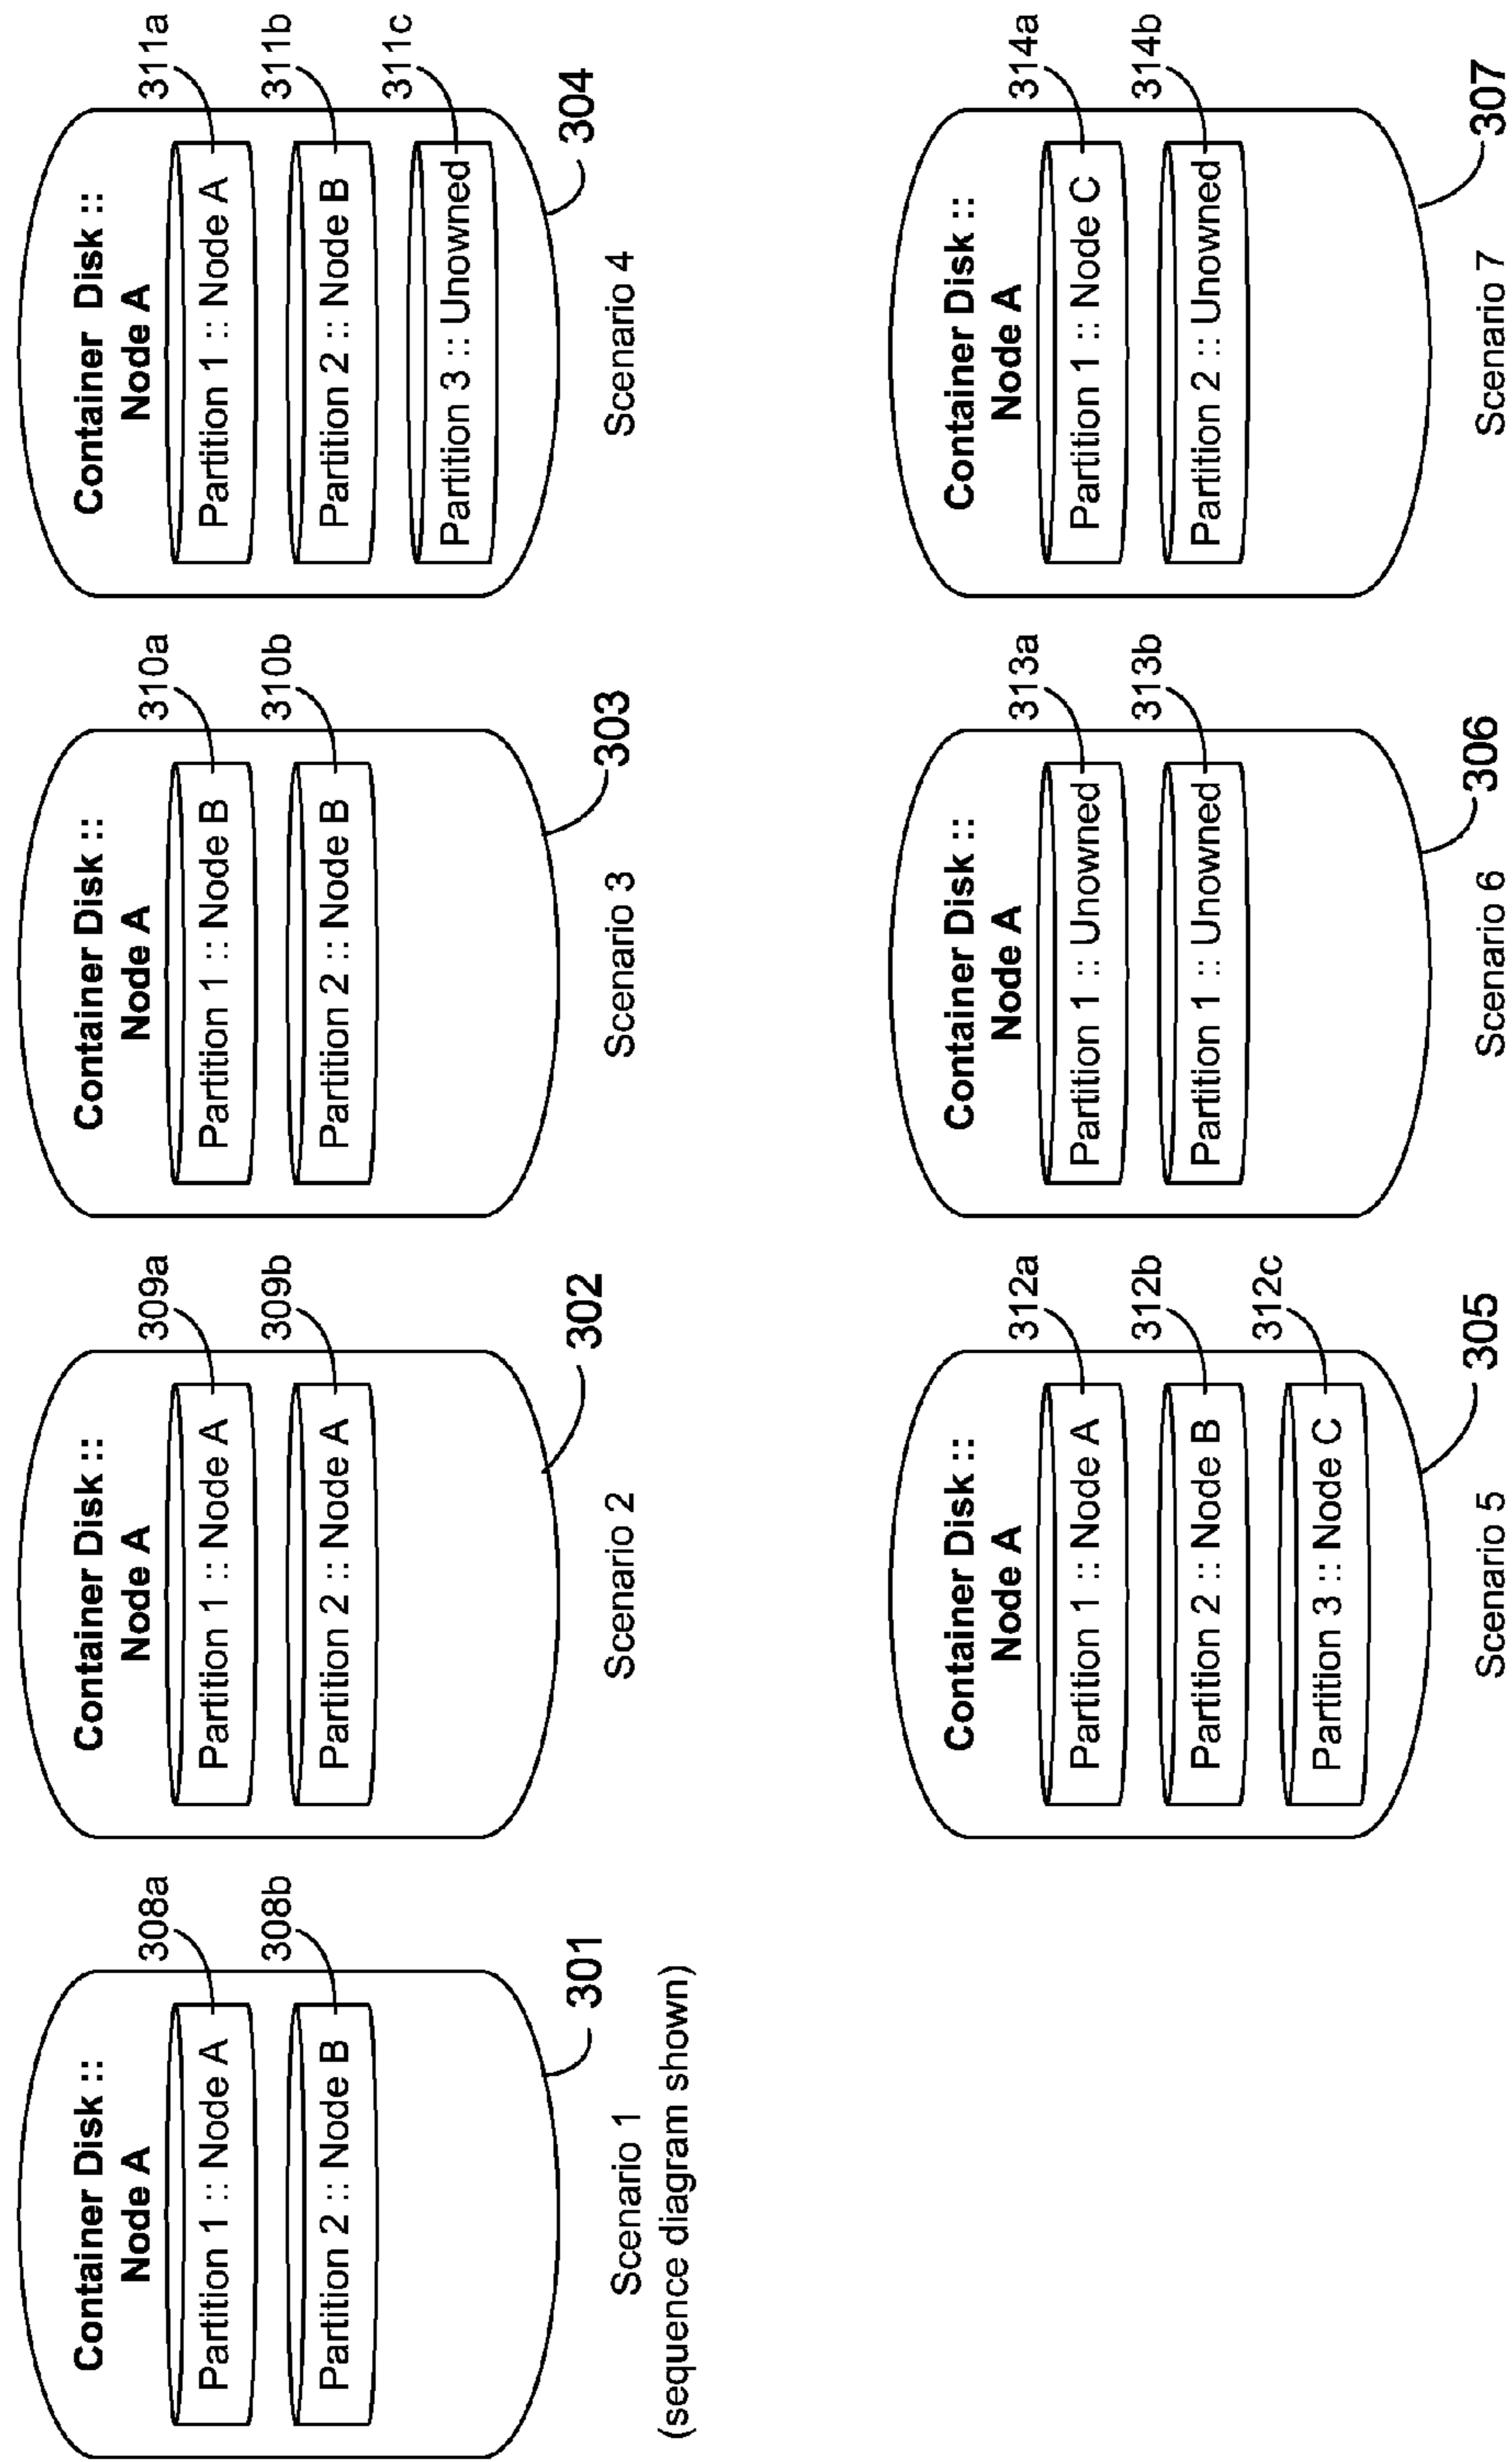 Container Disk ::
Node A
Partition 1 :: Node A
308a
Partition 2 :: Node B
308b
301
Scenario 1
(sequence diagram shown)
Container Disk ::
Node A
Partition 1 :: Node A
309a
Partition 2 :: Node A
309b
302
Scenario 2
Container Disk ::
Node A
Partition 1 :: Node B
310a
Partition 2 :: Node B
310b
303
Scenario 3
Container Disk ::
Node A
Partition 1 :: Node A
311a
Partition 2 :: Node B
311b
Partition 3 :: Unowned
311c
304
Scenario 4
Container Disk ::
Node A
Partition 1 :: Node A
312a
Partition 2 :: Node B
312b
Partition 3 :: Node C
312c
305
Scenario 5
Container Disk ::
Node A
Partition 1 :: Unowned
313a
Partition 1 :: Unowned
313b
306
Scenario 6
Container Disk ::
Node A
Partition 1 :: Node C
314a
Partition 2 :: Unowned
314b
307
Scenario 7